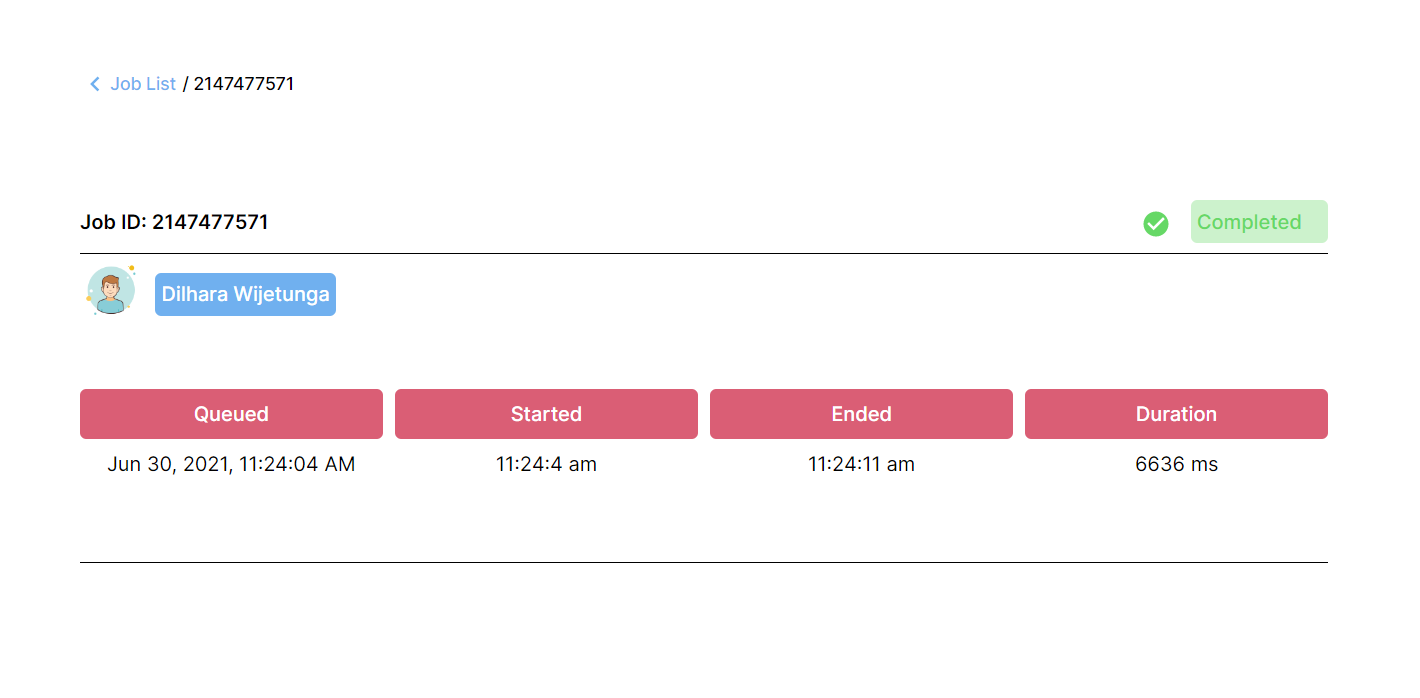 Job List / 2147477571
Job ID: 2147477571
Completed
Dilhara Wijetunga
Queued Started Ended Duration
Jun 30, 2021, 11:24:04 AM 11:24:4 am 11:24:11 am 6636 ms